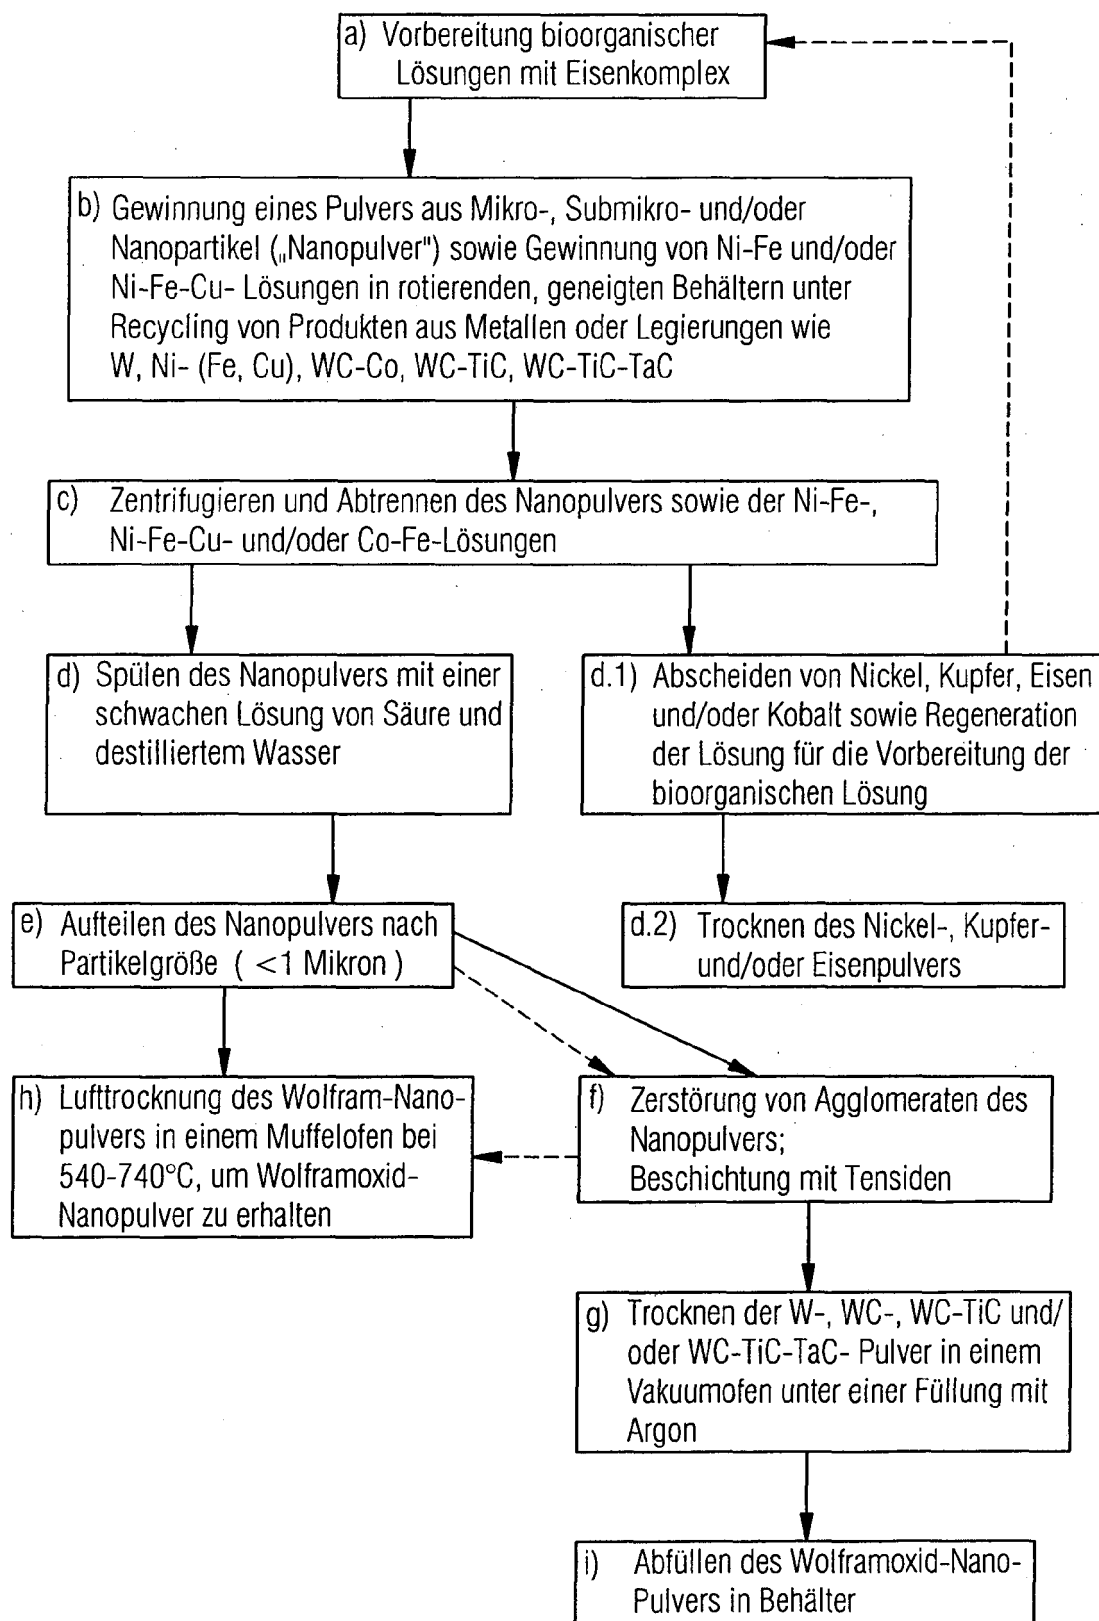 a) Vorbereitung bioorganischer
Lösungen mit Eisenkomplex
b) Gewinnung eines Pulvers aus Mikro-, Submikro- und/oder
Nanopartikel („Nanopulver") sowie Gewinnung von Ni-Fe und/oder
Ni-Fe-Cu- Lösungen in rotierenden, geneigten Behältern unter
Recycling von Produkten aus Metallen oder Legierungen wie
W, Ni- (Fe, Cu), WC-Co, WC-TiC, WC-TiC-TaC
c) Zentrifugieren und Abtrennen des Nanopulvers sowie der Ni-Fe-,
Ni-Fe-Cu- und/oder Co-Fe-Lösungen
d) Spülen des Nanopulvers mit einer
schwachen Lösung von Säure und
destilliertem Wasser
d.1) Abscheiden von Nickel, Kupfer, Eisen
und/oder Kobalt sowie Regeneration
der Lösung für die Vorbereitung der
bioorganischen Lösung
e) Aufteilen des Nanopulvers nach
Partikelgröße ( <1 Mikron )
d.2) Trocknen des Nickel-, Kupfer-
und/oder Eisenpulvers
h) Lufttrocknung des Wolfram-Nano-
pulvers in einem Muffelofen bei
540-740°C, um Wolframoxid-
Nanopulver zu erhalten
f) Zerstörung von Agglomeraten des
Nanopulvers;
Beschichtung mit Tensiden
g) Trocknen der W-, WC-, WC-TiC und/
oder WC-TiC-TaC- Pulver in einem
Vakuumofen unter einer Füllung mit
Argon
i) Abfüllen des Wolframoxid-Nano-
Pulvers in Behälter